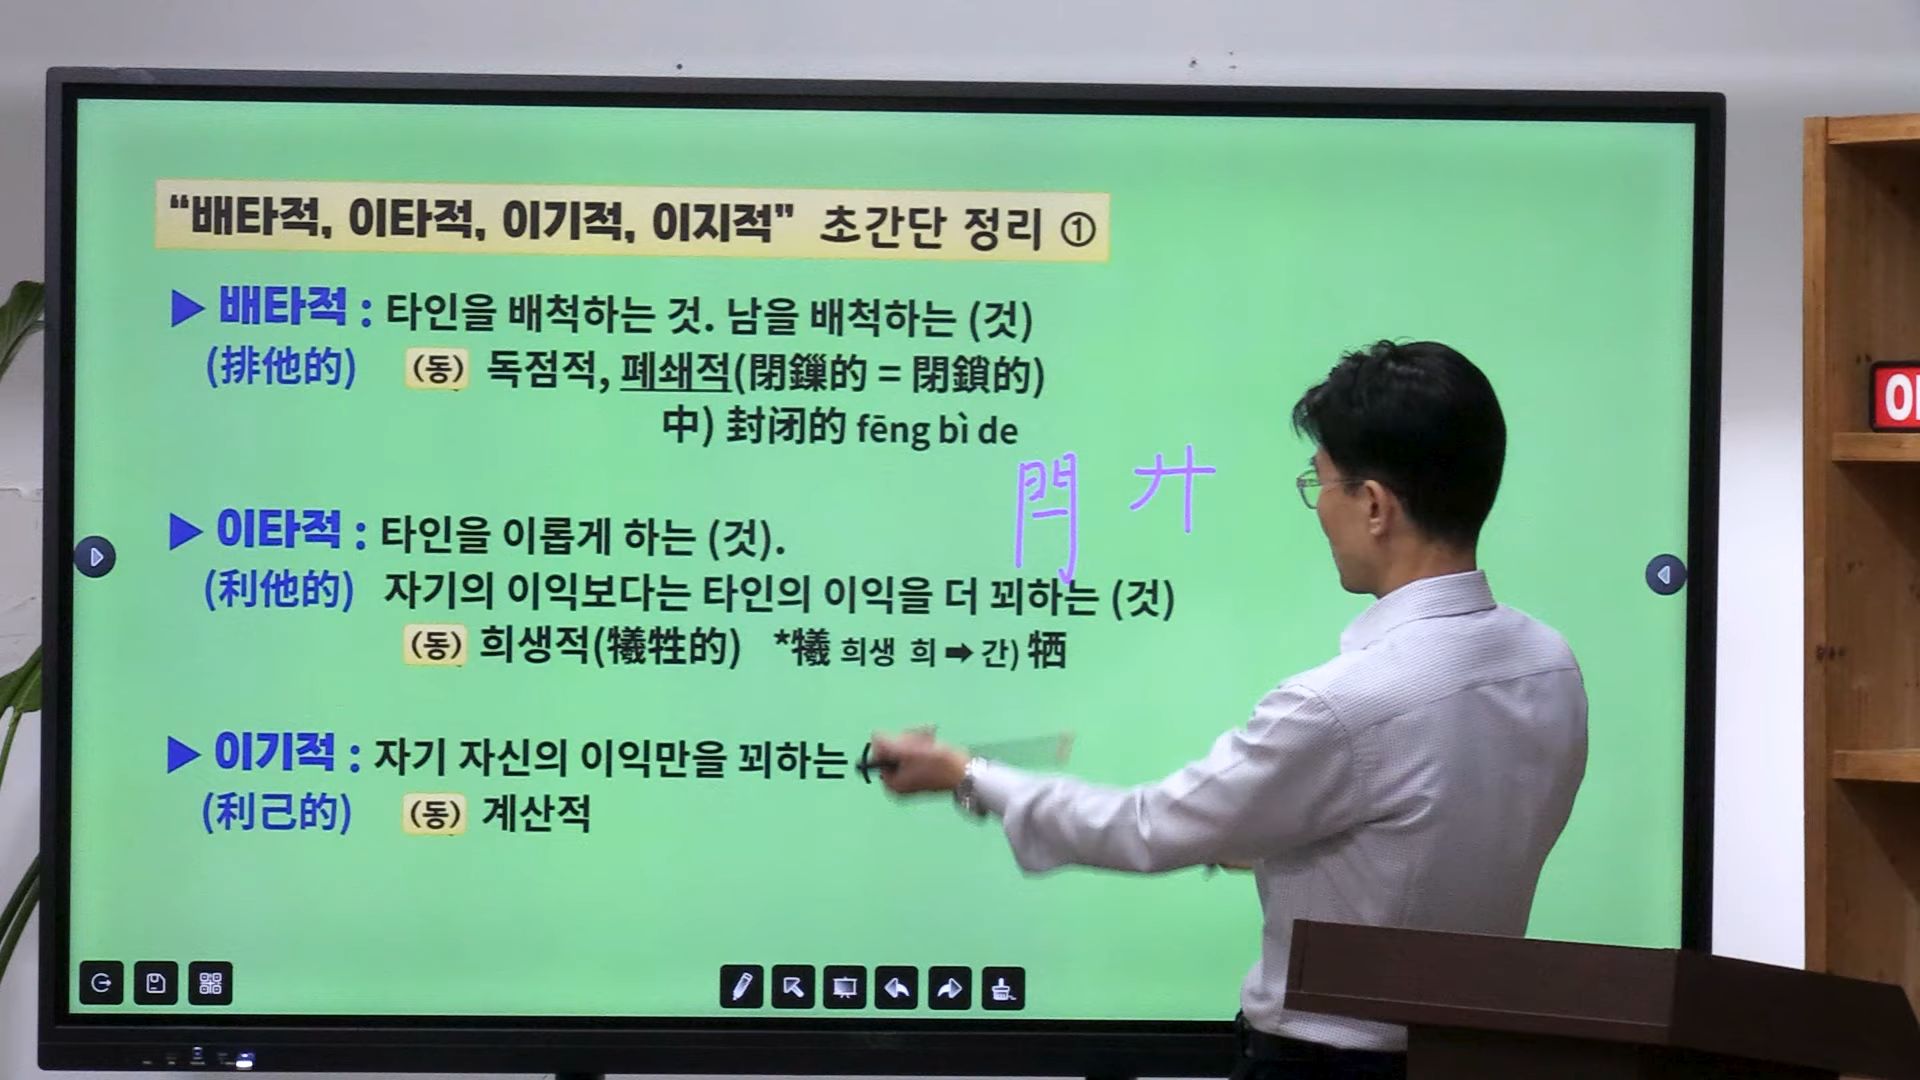 “배타적, 이타적, 이기적, 이지적” 초간단 정리 ①
▶ 배타적 : 타인을 배척하는 것. 남을 배척하는 (것)
(排他的) (동) 독점적, 폐쇄적(閉鏁的 = 閉鎖的)
中) 封闭的 fēng bì de
▶ 이타적 : 타인을 이롭게 하는 (것).
(利他的) 자기의 이익보다는 타인의 이익을 더 꾀하는 (것)
(동) 희생적(犧牲的) *犧 희생 희 ➡ 간) 牺
▶ 이기적 : 자기 자신의 이익만을 꾀하는 (
(利己的) (동) 계산적